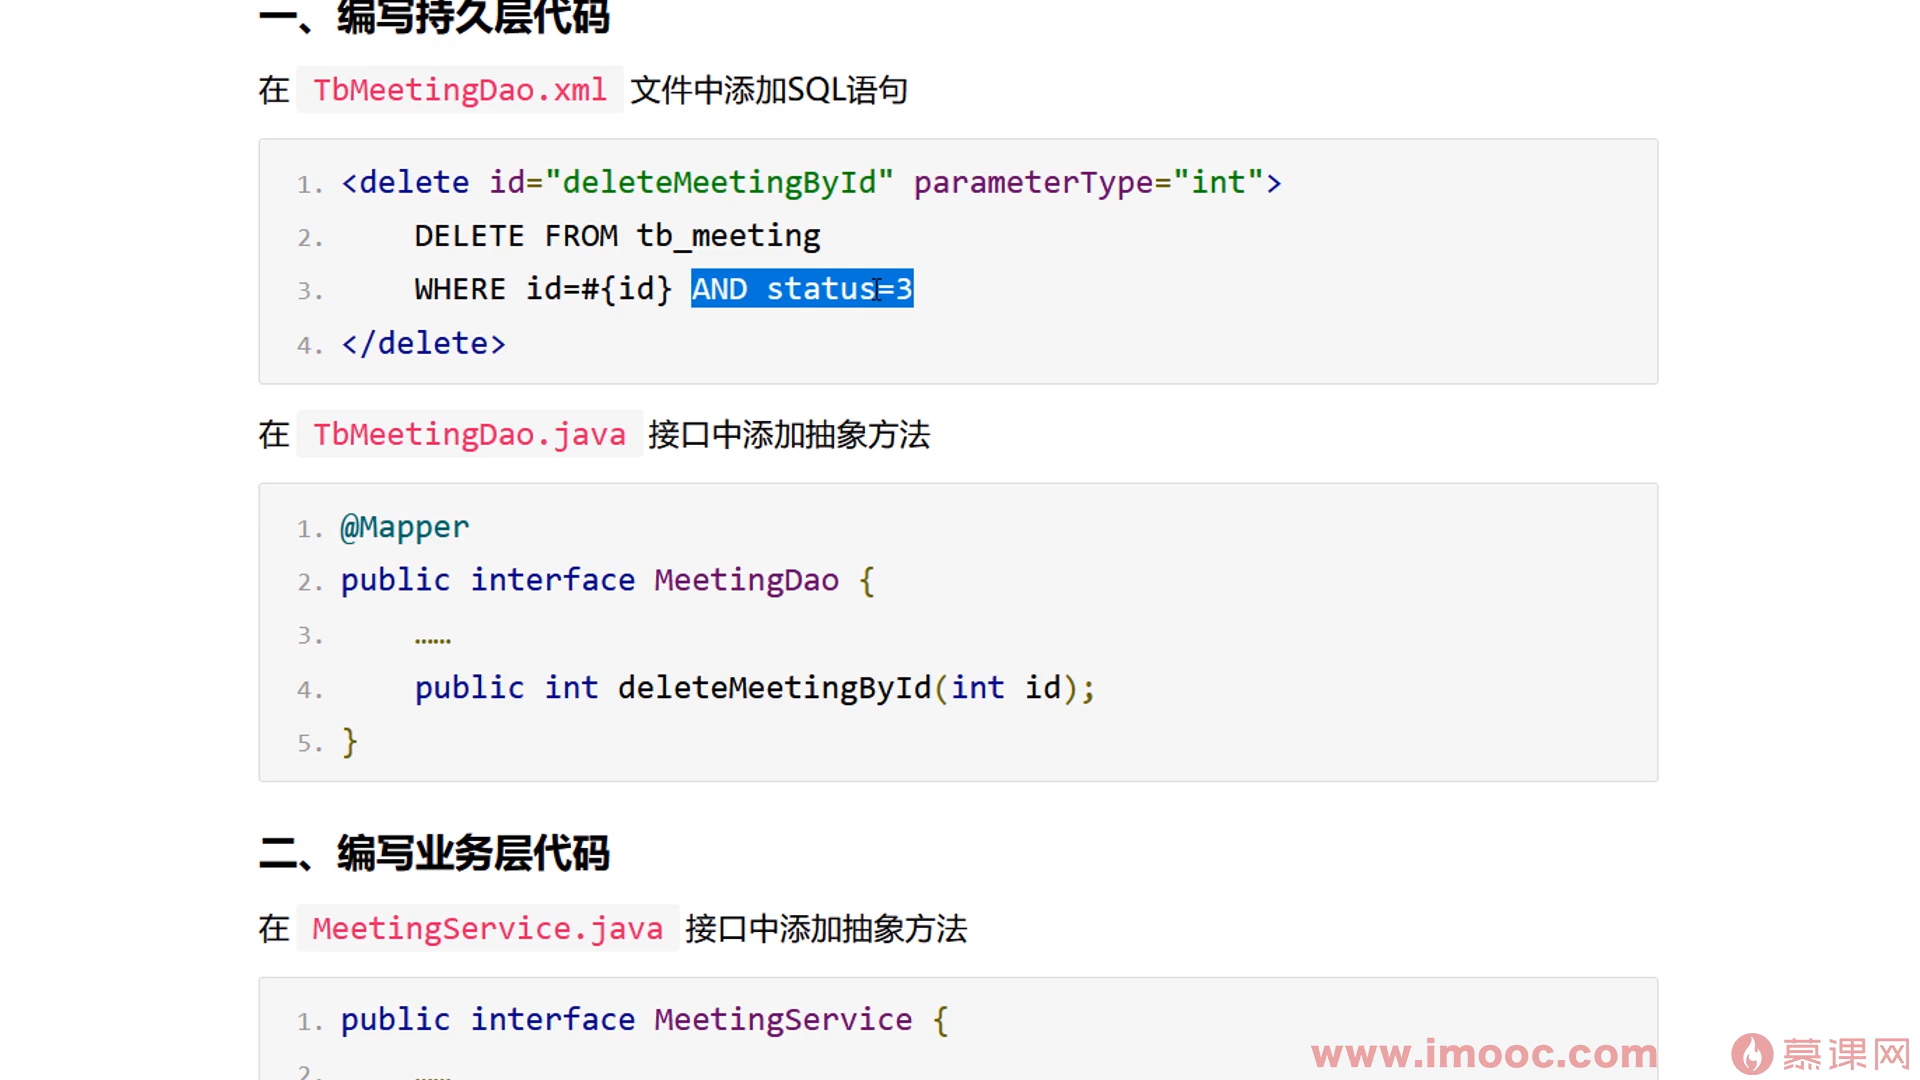 一、编写持久层代码
在 TbMeetingDao.xml 文件中添加SQL语句
1. <delete id="deleteMeetingById" parameterType="int">
2. DELETE FROM tb_meeting
3. WHERE id=#{id} AND status=3
4. </delete>
在 TbMeetingDao.java 接口中添加抽象方法
1. @Mapper
2. public interface MeetingDao {
3. ……
4. public int deleteMeetingById(int id);
5. }
二、编写业务层代码
在 MeetingService.java 接口中添加抽象方法
1. public interface MeetingService {
2. ……
www.imooc.com 慕课网